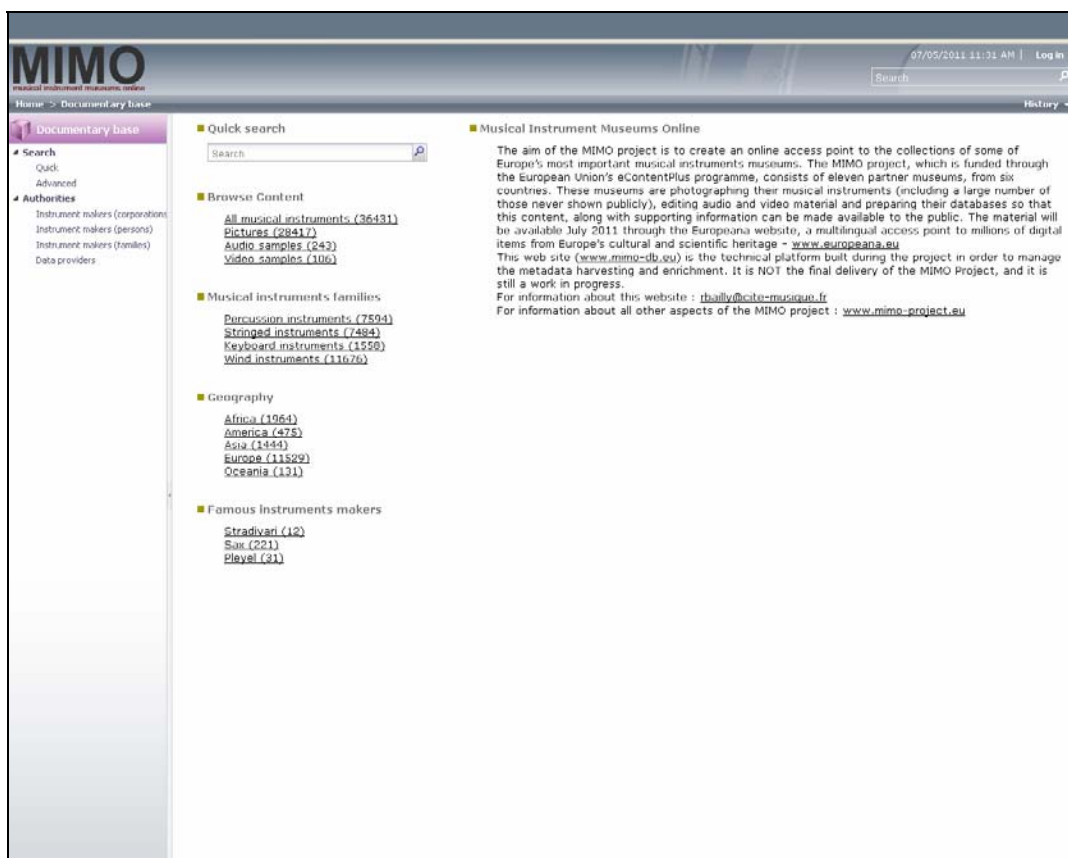 MIMO
musical instrument museums online
07/05/2011 11:31 AM | Log in
Search
Home > Documentary base
History
Documentary base
Search
Quick
Advanced
Authorities
Instrument makers (corporations
Instrument makers (persons)
Instrument makers (families)
Data providers
Quick search
Search
Browse Content
All musical instruments (36431)
Pictures (28417)
Audio samples (243)
Video samples (106)
Musical instruments families
Percussion instruments (7594)
Stringed instruments (7484)
Keyboard instruments (1550)
Wind instruments (11676)
Geography
Africa (1964)
America (475)
Asia (1444)
Europe (11529)
Oceania (131)
Famous instruments makers
Stradivari (12)
Sax (221)
Pleyel (31)
Musical Instrument Museums Online
The aim of the MIMO project is to create an online access point to the collections of some of
Europe's most important musical instruments museums. The MIMO project, which is funded through
the European Union's eContentPlus programme, consists of eleven partner museums, from six
countries. These museums are photographing their musical instruments (including a large number of
those never shown publicly), editing audio and video material and preparing their databases so that
this content, along with supporting information can be made available to the public. The material will
be available July 2011 through the Europeana website, a multilingual access point to millions of digital
items from Europe's cultural and scientific heritage - www.europeana.eu
This web site (www.mimo-db.eu) is the technical platform built during the project in order to manage
the metadata harvesting and enrichment. It is NOT the final delivery of the MIMO Project, and it is
still a work in progress.
For information about this website : rbailly@cite-musique.fr
For information about all other aspects of the MIMO project : www.mimo-project.eu